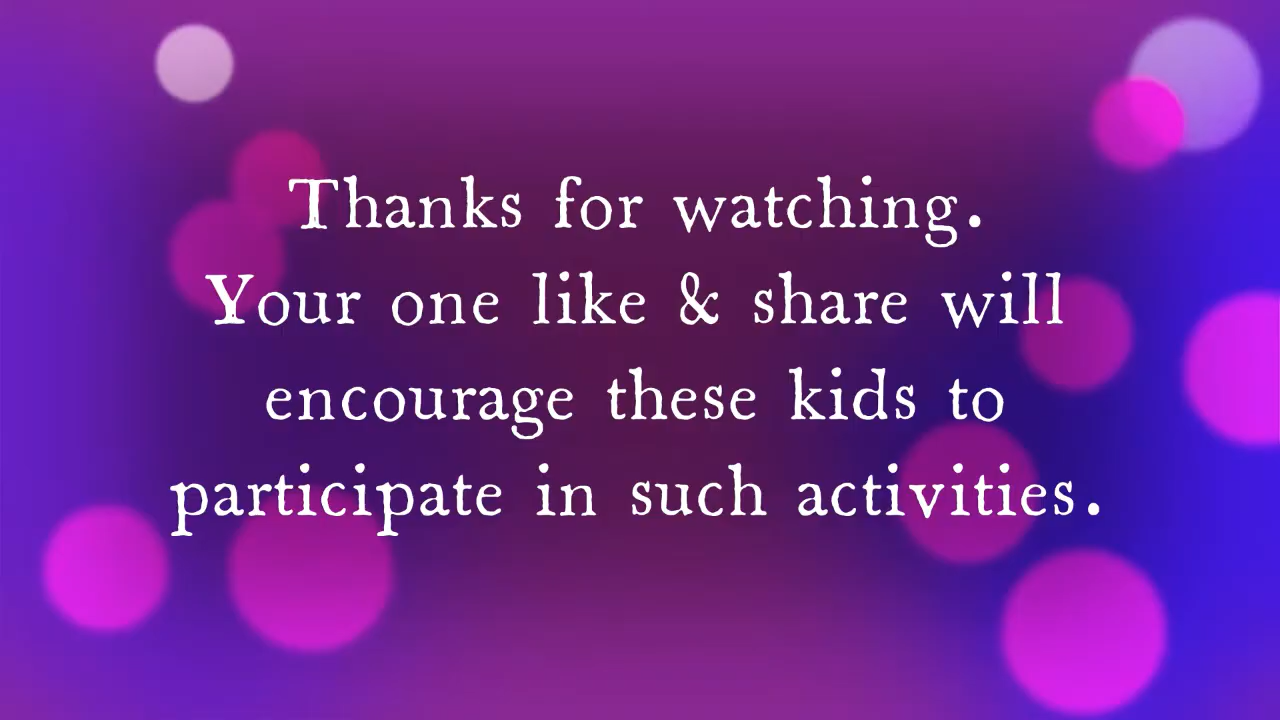 Thanks for watching.
Your one like & share will
encourage these kids to
participate in such activities.